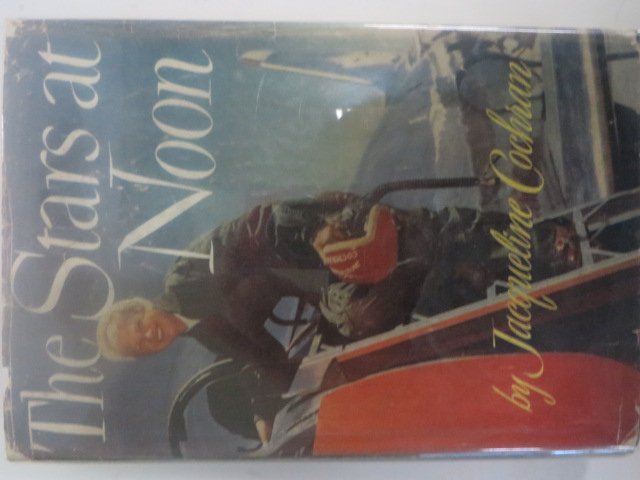 The Stars at
Noon
by Jacqueline Cochran